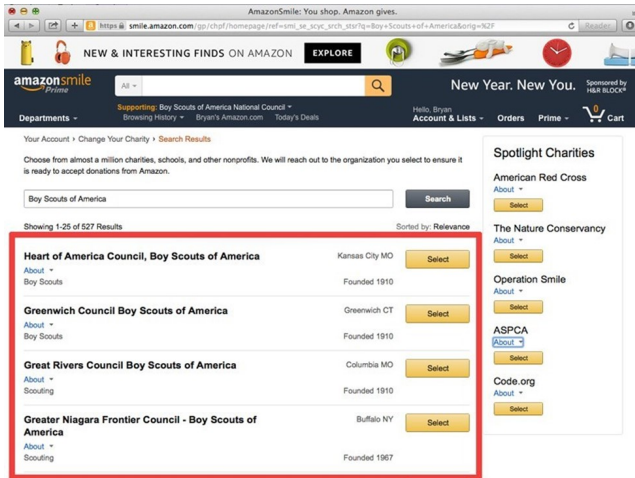 AmazonSmile: You shop. Amazon gives.
https smile.amazon.com/gp/chpf/homepage/ref=smi_se_scyc_srch_stsr?q=Boy+Scouts+of+America&orig=%2F
Reader
NEW & INTERESTING FINDS ON AMAZON EXPLORE
amazonsmile
Prime
All
New Year. New You.
Sponsored by
H&R BLOCK®
Departments
Supporting: Boy Scouts of America National Council
Browsing History Bryan's Amazon.com Today's Deals
Hello, Bryan
Account & Lists Orders Prime 0 Cart
Your Account › Change Your Charity › Search Results
Choose from almost a million charities, schools, and other nonprofits. We will reach out to the organization you select to ensure it
is ready to accept donations from Amazon.
Boy Scouts of America Search
Showing 1-25 of 527 Results Sorted by: Relevance
Heart of America Council, Boy Scouts of America Kansas City MO Select
About
Boy Scouts Founded 1910
Greenwich Council Boy Scouts of America Greenwich CT Select
About
Boy Scouts Founded 1910
Great Rivers Council Boy Scouts of America Columbia MO Select
About
Scouting Founded 1910
Greater Niagara Frontier Council - Boy Scouts of Buffalo NY Select
America
About
Scouting Founded 1967
Spotlight Charities
American Red Cross
About
Select
The Nature Conservancy
About
Select
Operation Smile
About
Select
ASPCA
About
Select
Code.org
About
Select